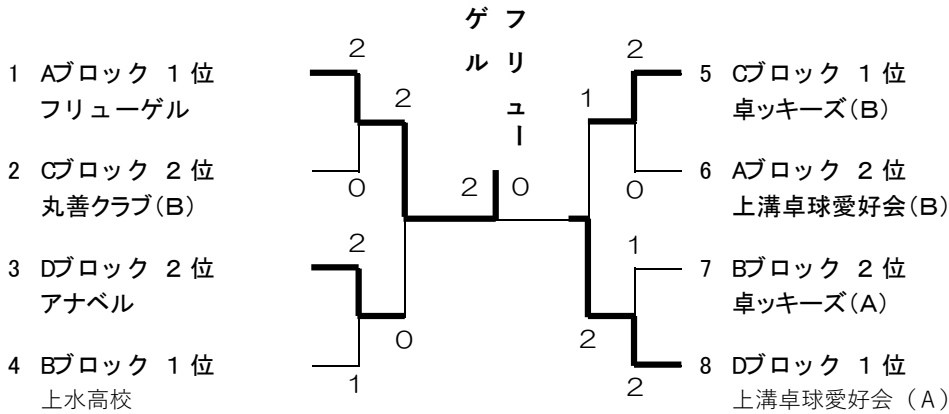 フリューゲル
2
1 Aブロック 1位
フリューゲル
2
2 Cブロック 2位
丸善クラブ(B)
0
2
3 Dブロック 2位
アナベル
0
4 Bブロック 1位
上水高校
1
2 0
2
5 Cブロック 1位
卓ッキーズ(B)
1
6 Aブロック 2位
上溝卓球愛好会(B)
0
1
7 Bブロック 2位
卓ッキーズ(A)
2
8 Dブロック 1位
上溝卓球愛好会(A)
2